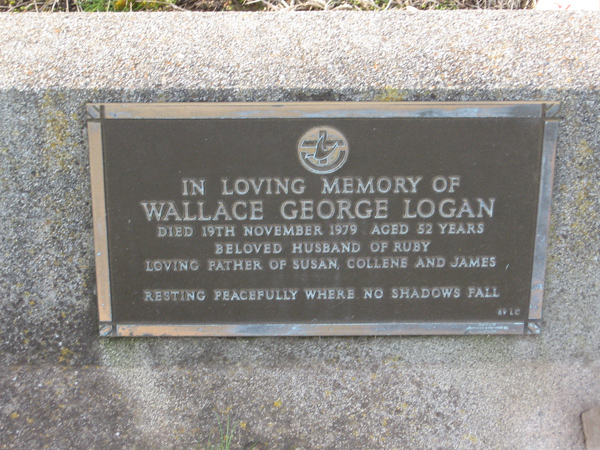 IN LOVING MEMORY OF
WALLACE GEORGE LOGAN
DIED 19TH NOVEMBER 1979 AGED 52 YEARS
BELOVED HUSBAND OF RUBY
LOVING FATHER OF SUSAN, COLLENE AND JAMES
RESTING PEACEFULLY WHERE NO SHADOWS FALL